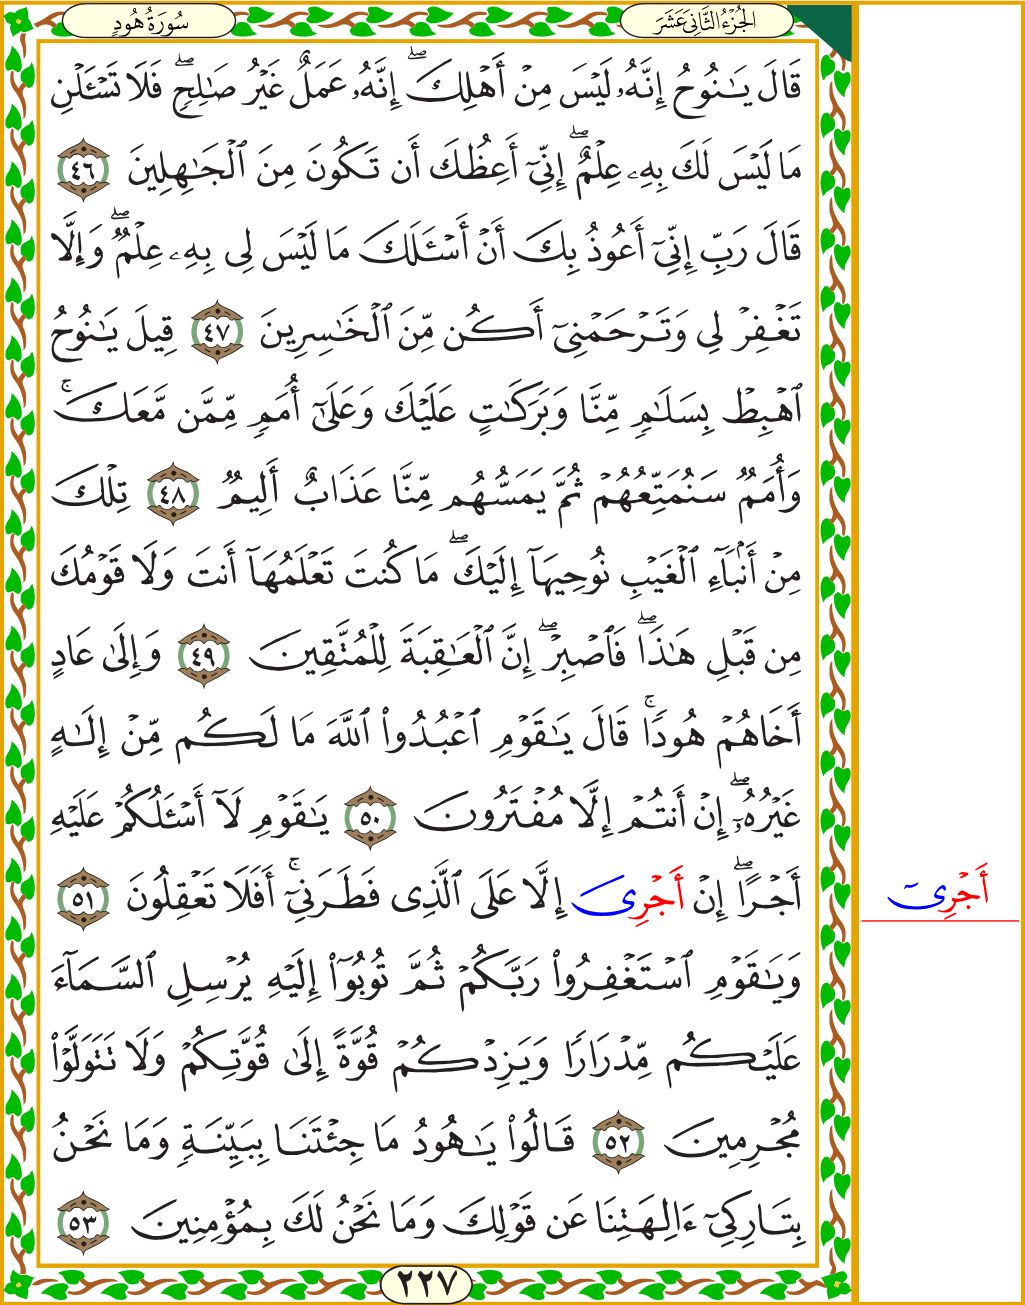 الجُزْءُ الثَّانِيَ عَشَرَ
سُورَةُ هُودٍ
قَالَ يَـٰنُوحُ إِنَّهُۥ لَيْسَ مِنْ أَهْلِكَۖ إِنَّهُۥ عَمَلٌ غَيْرُ صَـٰلِحٍۖ فَلَا تَسْـَٔلْنِ
مَا لَيْسَ لَكَ بِهِۦ عِلْمٌۖ إِنِّيٓ أَعِظُكَ أَن تَكُونَ مِنَ ٱلْجَـٰهِلِينَ ٤٦
قَالَ رَبِّ إِنِّيٓ أَعُوذُ بِكَ أَنْ أَسْـَٔلَكَ مَا لَيْسَ لِي بِهِۦ عِلْمٌۖ وَإِلَّا
تَغْفِرْ لِي وَتَرْحَمْنِيٓ أَكُن مِّنَ ٱلْخَـٰسِرِينَ ٤٧ قِيلَ يَـٰنُوحُ
ٱهْبِطْ بِسَلَـٰمٍ مِّنَّا وَبَرَكَـٰتٍ عَلَيْكَ وَعَلَىٰٓ أُمَمٍ مِّمَّن مَّعَكَۚ
وَأُمَمٌ سَنُمَتِّعُهُمْ ثُمَّ يَمَسُّهُم مِّنَّا عَذَابٌ أَلِيمٌ ٤٨ تِلْكَ
مِنْ أَنۢبَآءِ ٱلْغَيْبِ نُوحِيهَآ إِلَيْكَۖ مَا كُنتَ تَعْلَمُهَآ أَنتَ وَلَا قَوْمُكَ
مِن قَبْلِ هَـٰذَاۖ فَٱصْبِرْۖ إِنَّ ٱلْعَـٰقِبَةَ لِلْمُتَّقِينَ ٤٩ وَإِلَىٰ عَادٍ
أَخَاهُمْ هُودًاۚ قَالَ يَـٰقَوْمِ ٱعْبُدُوا۟ ٱللَّهَ مَا لَكُم مِّنْ إِلَـٰهٍ
غَيْرُهُۥٓۖ إِنْ أَنتُمْ إِلَّا مُفْتَرُونَ ٥٠ يَـٰقَوْمِ لَآ أَسْـَٔلُكُمْ عَلَيْهِ
أَجْرًاۖ إِنْ أَجْرِيٓ إِلَّا عَلَى ٱلَّذِي فَطَرَنِيٓۚ أَفَلَا تَعْقِلُونَ ٥١
أَجْرِيٓ
وَيَـٰقَوْمِ ٱسْتَغْفِرُوا۟ رَبَّكُمْ ثُمَّ تُوبُوٓا۟ إِلَيْهِ يُرْسِلِ ٱلسَّمَآءَ
عَلَيْكُم مِّدْرَارًا وَيَزِدْكُمْ قُوَّةً إِلَىٰ قُوَّتِكُمْ وَلَا تَتَوَلَّوْا۟
مُجْرِمِينَ ٥٢ قَالُوا۟ يَـٰهُودُ مَا جِئْتَنَا بِبَيِّنَةٍ وَمَا نَحْنُ
بِتَارِكِيٓ ءَالِهَتِنَا عَن قَوْلِكَ وَمَا نَحْنُ لَكَ بِمُؤْمِنِينَ ٥٣
٢٢٧